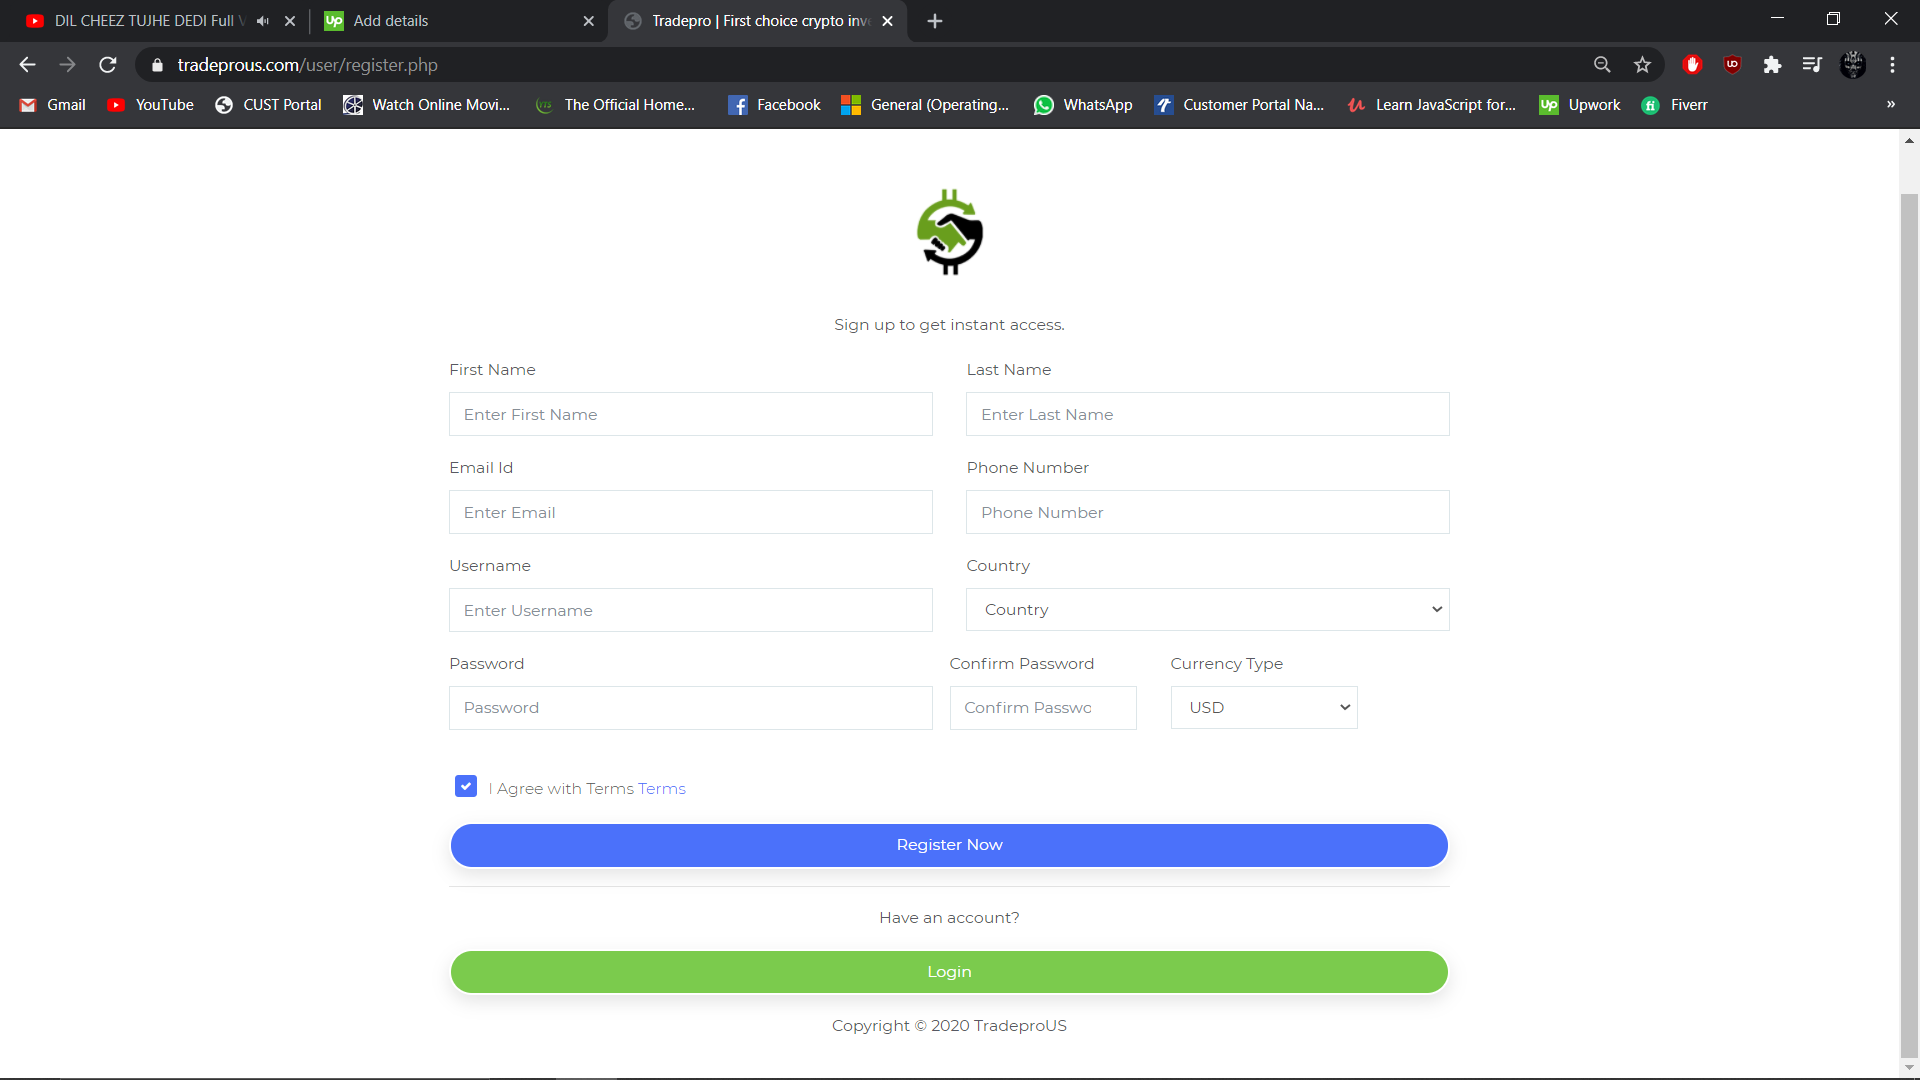 DIL CHEEZ TUJHE DEDI Full
Add details
Tradepro | First choice crypto inv
tradeprous.com/user/register.php
Gmail
YouTube
CUST Portal
Watch Online Movi...
The Official Home...
Facebook
General (Operating...
WhatsApp
Customer Portal Na...
Learn JavaScript for...
Upwork
Fiverr
»
Sign up to get instant access.
First Name
Last Name
Enter First Name
Enter Last Name
Email Id
Phone Number
Enter Email
Phone Number
Username
Country
Enter Username
Country
Password
Confirm Password
Currency Type
Password
Confirm Passwo
USD
I Agree with Terms Terms
Register Now
Have an account?
Login
Copyright © 2020 TradeproUS